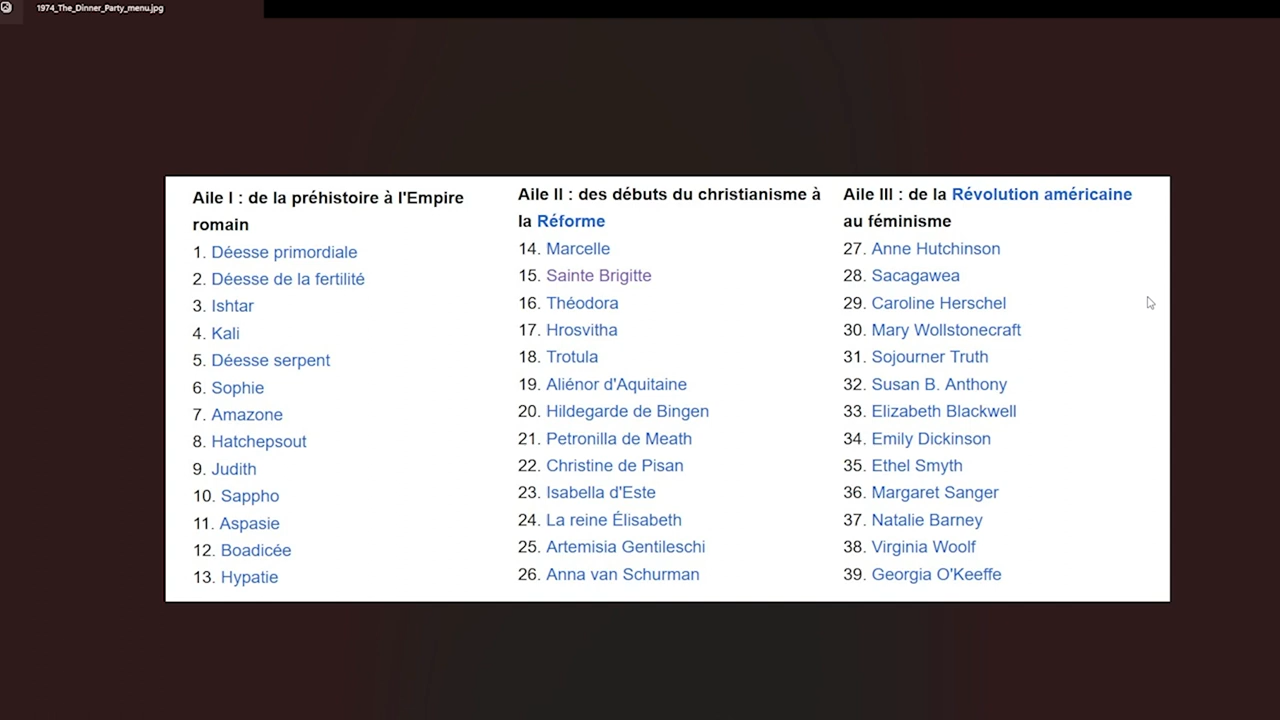 1974_The_Dinner_Party_menu.jpg
Aile I : de la préhistoire à l'Empire
romain
1. Déesse primordiale
2. Déesse de la fertilité
3. Ishtar
4. Kali
5. Déesse serpent
6. Sophie
7. Amazone
8. Hatchepsout
9. Judith
10. Sappho
11. Aspasie
12. Boadicée
13. Hypatie
Aile II : des débuts du christianisme à
la Réforme
14. Marcelle
15. Sainte Brigitte
16. Théodora
17. Hrosvitha
18. Trotula
19. Aliénor d'Aquitaine
20. Hildegarde de Bingen
21. Petronilla de Meath
22. Christine de Pisan
23. Isabella d'Este
24. La reine Élisabeth
25. Artemisia Gentileschi
26. Anna van Schurman
Aile III : de la Révolution américaine
au féminisme
27. Anne Hutchinson
28. Sacagawea
29. Caroline Herschel
30. Mary Wollstonecraft
31. Sojourner Truth
32. Susan B. Anthony
33. Elizabeth Blackwell
34. Emily Dickinson
35. Ethel Smyth
36. Margaret Sanger
37. Natalie Barney
38. Virginia Woolf
39. Georgia O'Keeffe